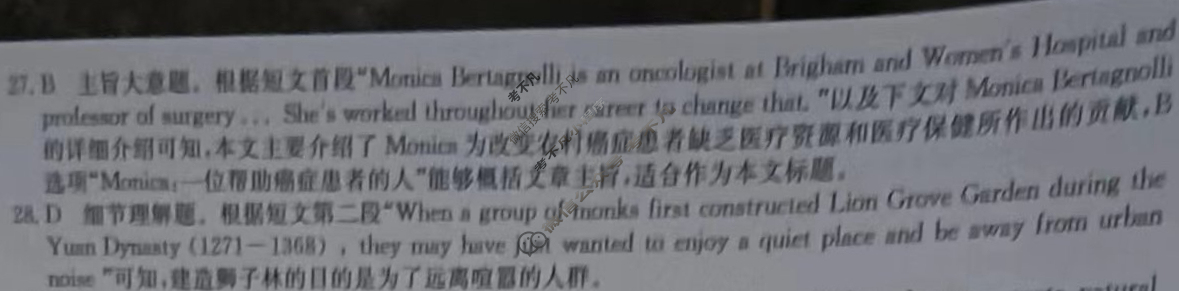 27. B 主旨大意题。根据短文首段“Monica Bertagnolli is an oncologist at Brigham and Women's Hospital and
professor of surgery... She's worked throughout her career to change that.”以及下文对 Monica Bertagnolli
的详细介绍可知,本文主要介绍了 Monica 为改变农村癌症患者缺乏医疗资源和医疗保健所作出的贡献,B
选项“Monica:一位帮助癌症患者的人”能够概括文章主旨,适合作为本文标题。
28. D 细节理解题。根据短文第二段“When a group of monks first constructed Lion Grove Garden during the
Yuan Dynasty (1271-1368), they may have just wanted to enjoy a quiet place and be away from urban
noise”可知,建造狮子林的目的是为了远离喧嚣的人群。
natural